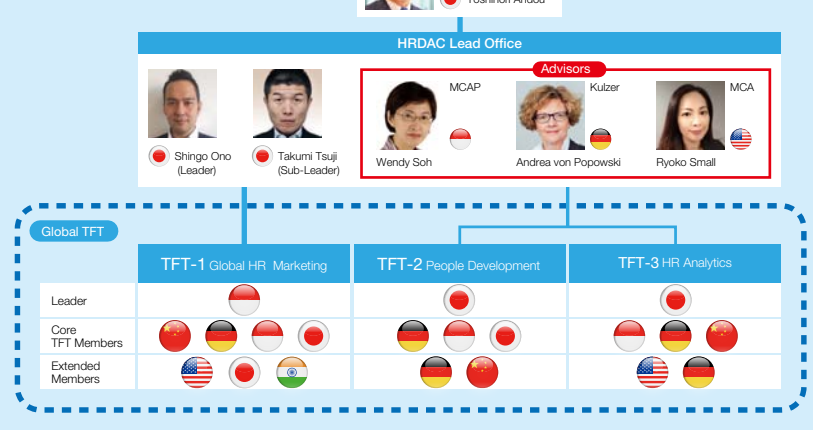 Yoshinori Andou
HRDAC Lead Office
Advisors
MCAP
Kulzer
MCA
Shingo Ono
(Leader)
Takumi Tsuji
(Sub-Leader)
Wendy Soh
Andrea von Popowski
Ryoko Small
Global TFT
TFT-1 Global HR Marketing
TFT-2 People Development
TFT-3 HR Analytics
Leader
Core
TFT Members
Extended
Members